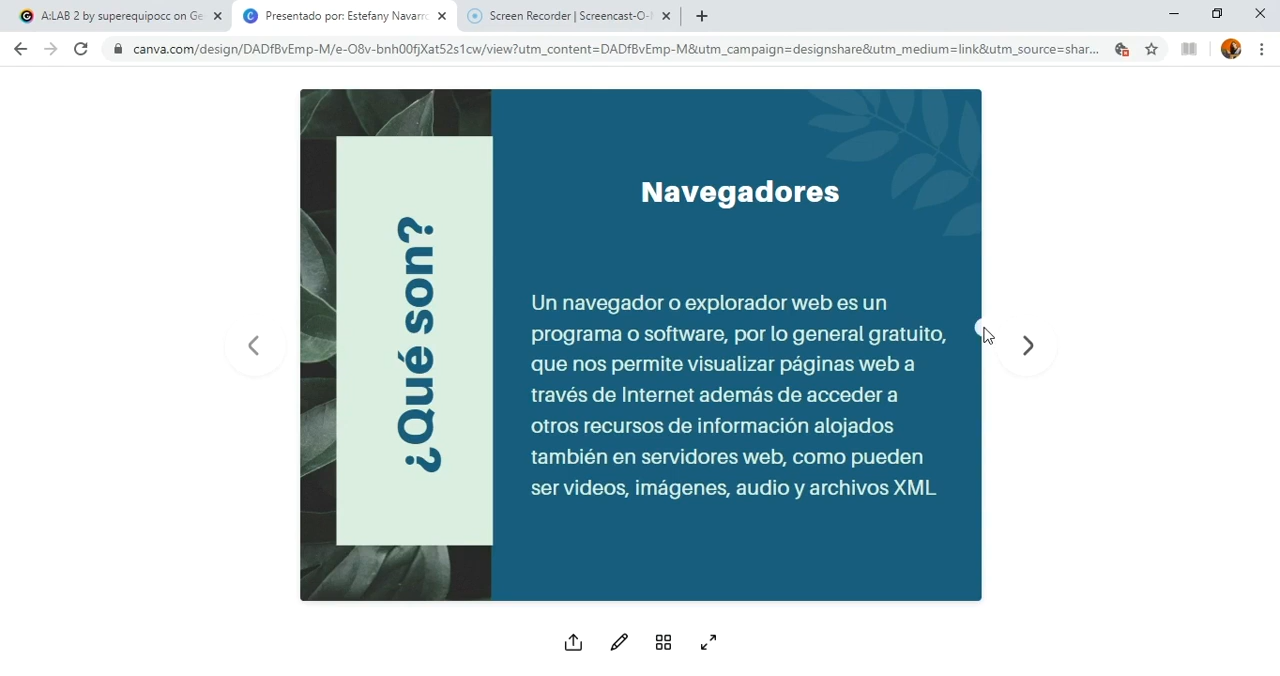 A:LAB 2 by superequipocc on Ge
Presentado por: Estefany Navarro
Screen Recorder | Screencast-O-
canva.com/design/DADfBvEmp-M/e-O8v-bnh00fjXat52s1cw/view?utm_content=DADfBvEmp-M&utm_campaign=designshare&utm_medium=link&utm_source=shar...
¿Qué son?
Navegadores
Un navegador o explorador web es un
programa o software, por lo general gratuito,
que nos permite visualizar páginas web a
través de Internet además de acceder a
otros recursos de información alojados
también en servidores web, como pueden
ser videos, imágenes, audio y archivos XML